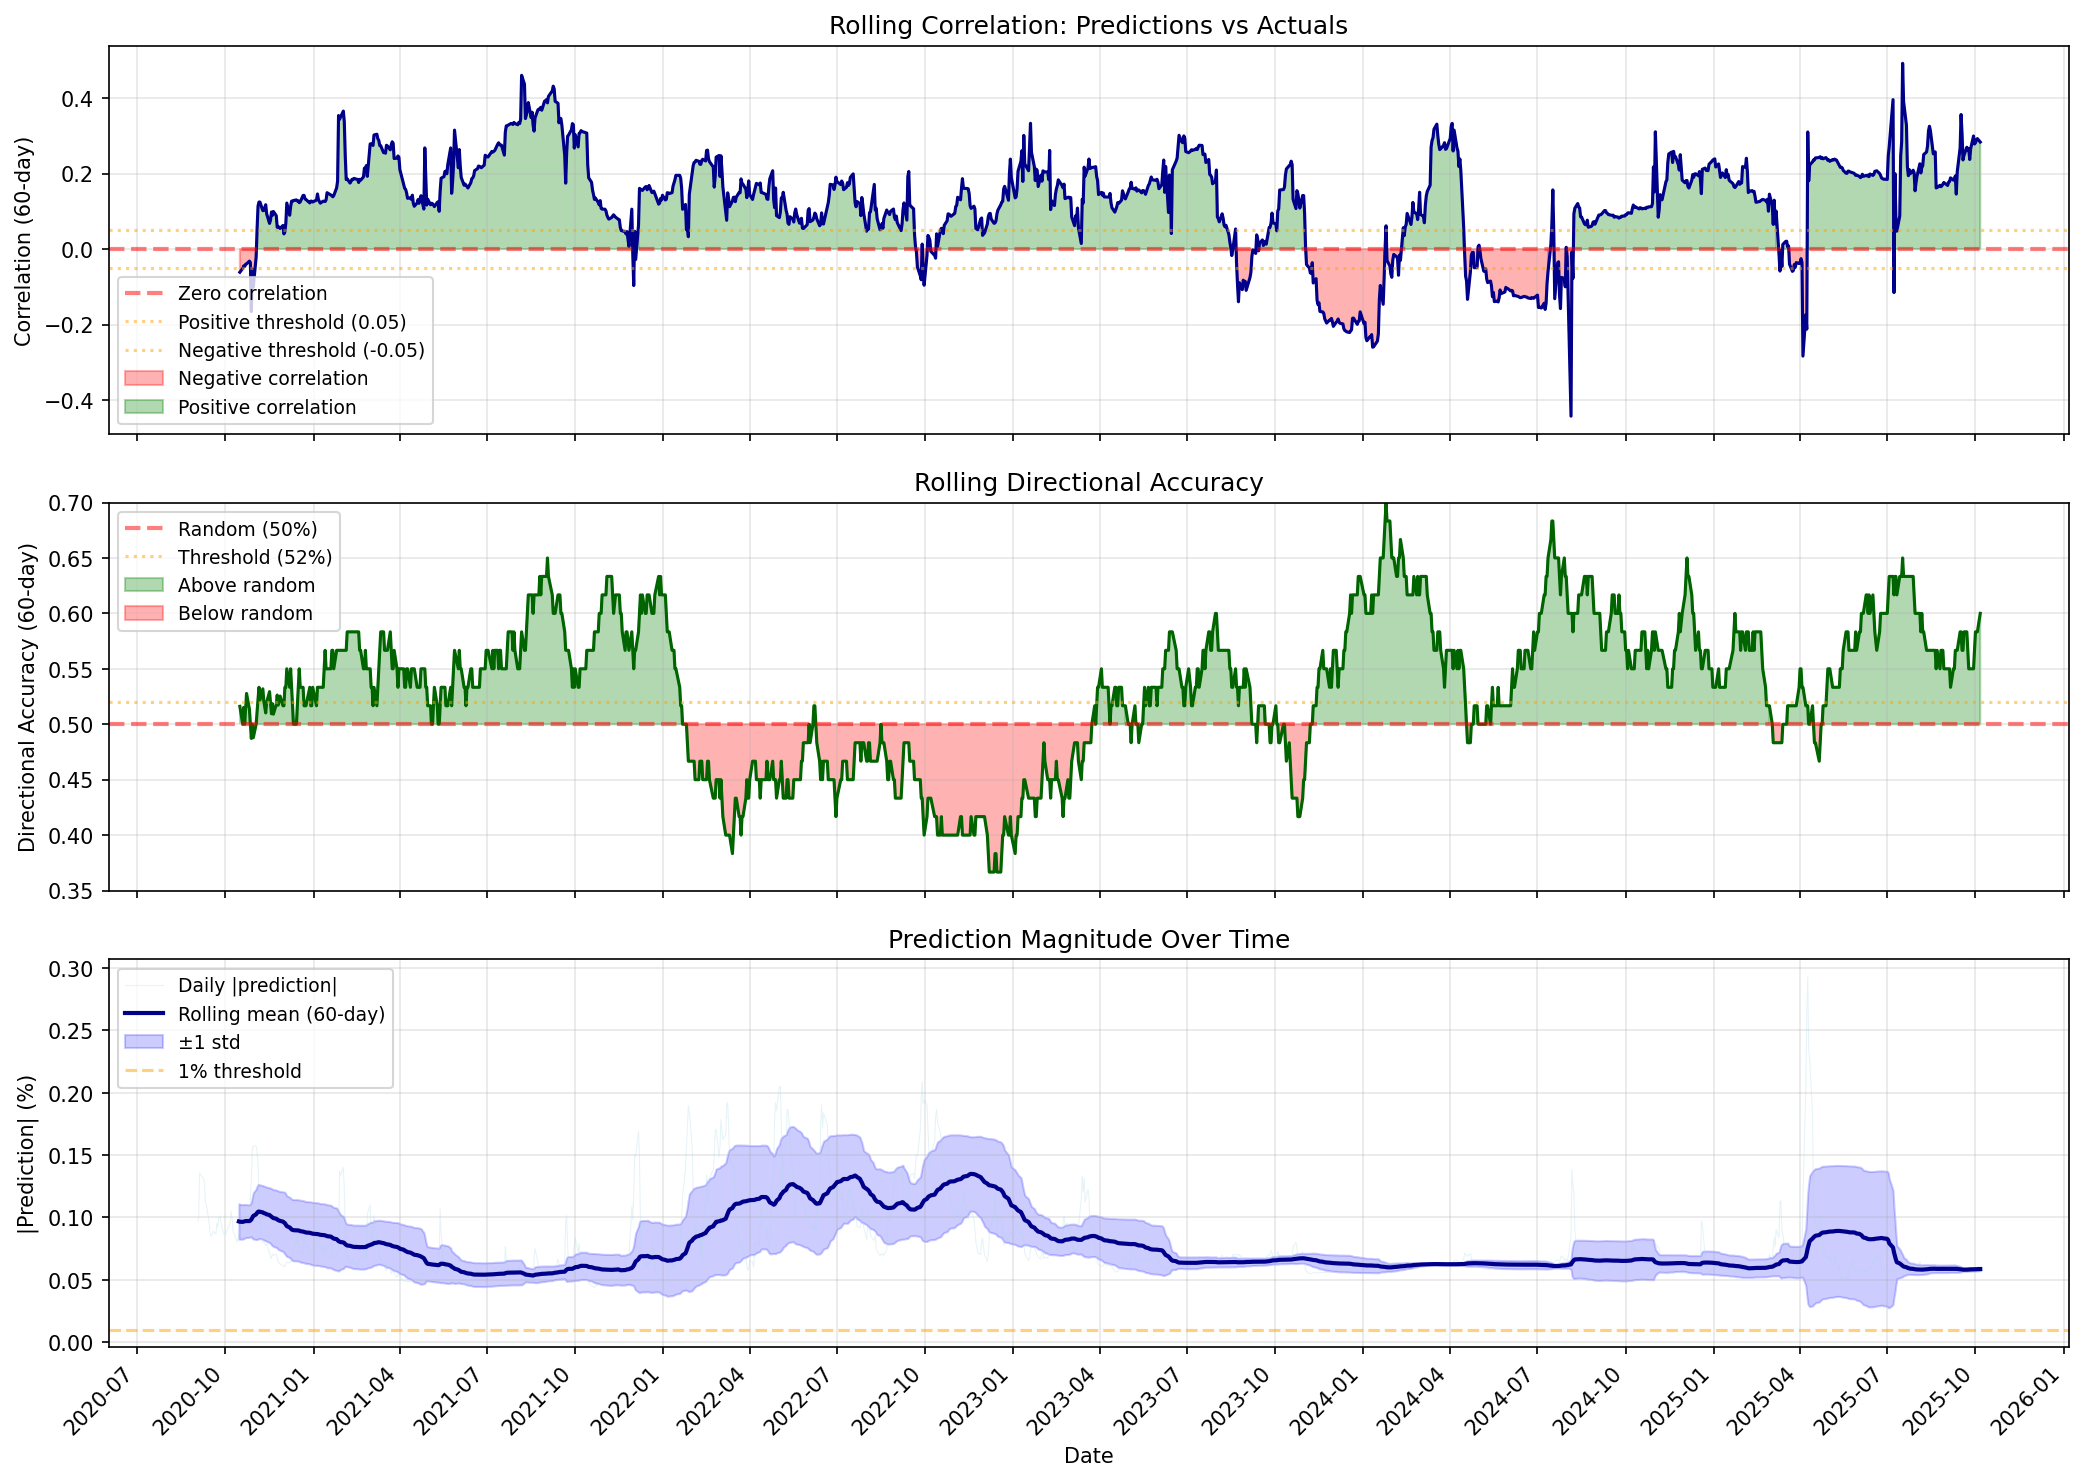 Rolling Correlation: Predictions vs Actuals
Correlation (60-day)
0.4
0.2
0.0
−0.2
−0.4
Zero correlation
Positive threshold (0.05)
Negative threshold (-0.05)
Negative correlation
Positive correlation
Rolling Directional Accuracy
Directional Accuracy (60-day)
0.70
0.65
0.60
0.55
0.50
0.45
0.40
0.35
Random (50%)
Threshold (52%)
Above random
Below random
Prediction Magnitude Over Time
|Prediction| (%)
0.30
0.25
0.20
0.15
0.10
0.05
0.00
Daily |prediction|
Rolling mean (60-day)
±1 std
1% threshold
2020-07
2020-10
2021-01
2021-04
2021-07
2021-10
2022-01
2022-04
2022-07
2022-10
2023-01
2023-04
2023-07
2023-10
2024-01
2024-04
2024-07
2024-10
2025-01
2025-04
2025-07
2025-10
2026-01
Date